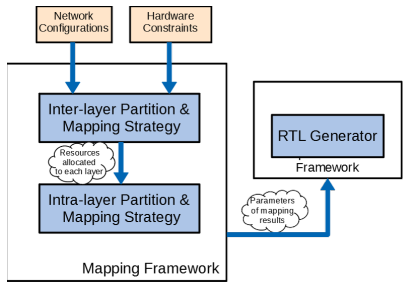 Network
Configurations
Hardware
Constraints
Inter-layer Partition &
Mapping Strategy
Resources
allocated
to each layer
Intra-layer Partition &
Mapping Strategy
Mapping Framework
RTL Generator
Framework
Parameters
of mapping
results